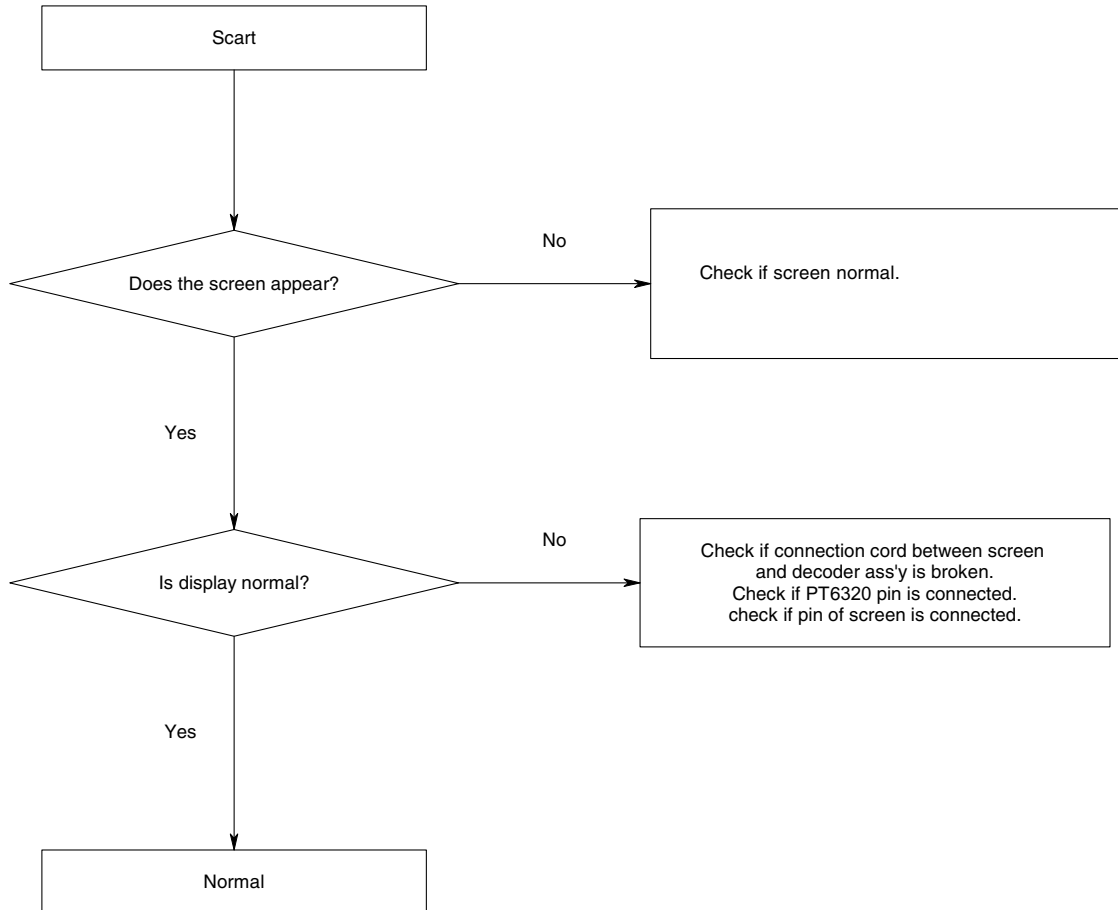 Scart
Does the screen appear?
No
Check if screen normal.
Yes
Is display normal?
No
Check if connection cord between screen
and decoder ass'y is broken.
Check if PT6320 pin is connected.
check if pin of screen is connected.
Yes
Normal